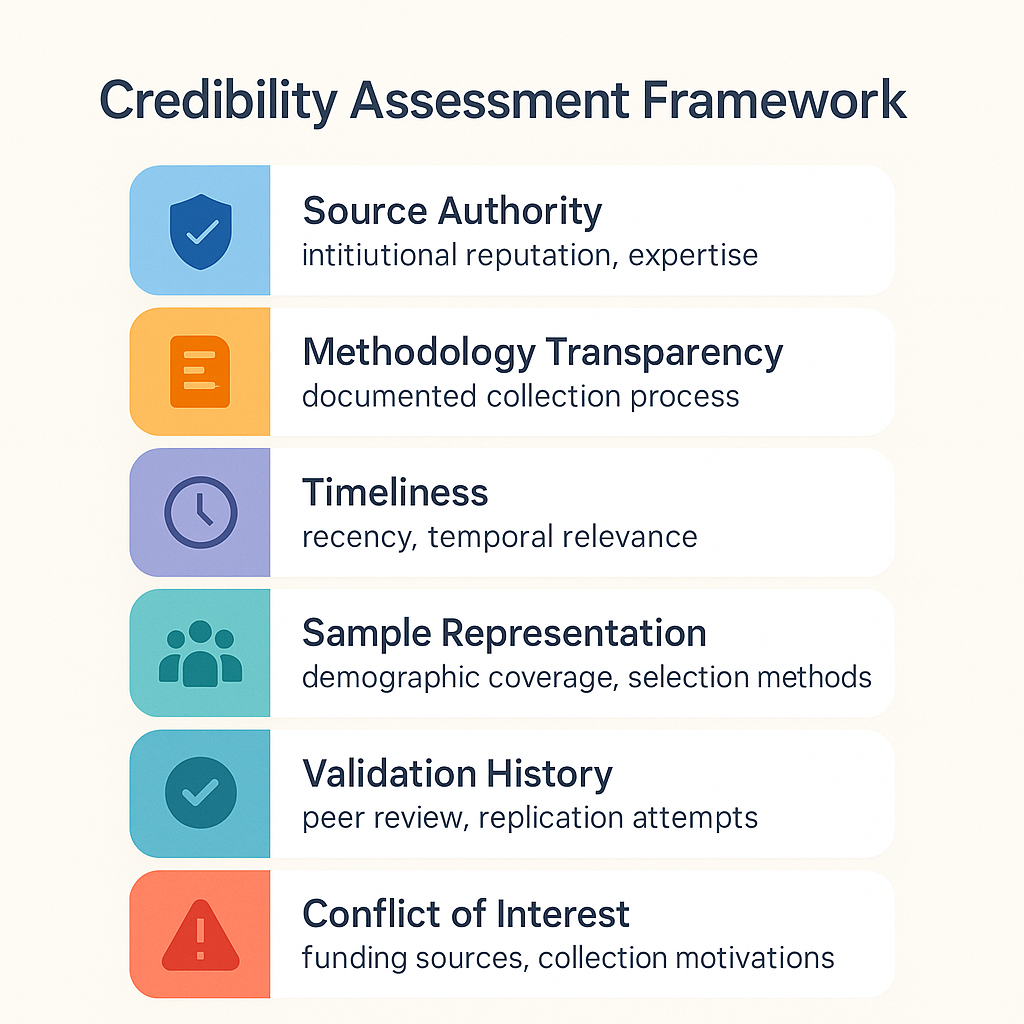 Credibility Assessment Framework
Source Authority
intitiutional reputation, expertise
Methodology Transparency
documented collection process
Timeliness
recency, temporal relevance
Sample Representation
demographic coverage, selection methods
Validation History
peer review, replication attempts
Conflict of Interest
funding sources, collection motivations